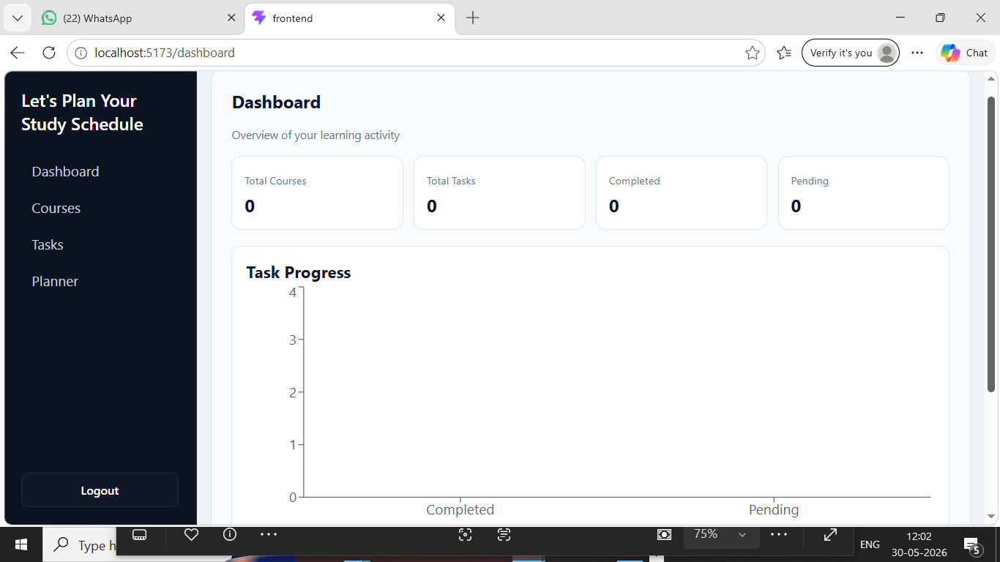 (22) WhatsApp
frontend
localhost:5173/dashboard
Verify it's you
Chat
Let's Plan Your
Study Schedule
Dashboard
Courses
Tasks
Planner
Logout
Dashboard
Overview of your learning activity
Total Courses
0
Total Tasks
0
Completed
0
Pending
0
Task Progress
4
3
2
1
0
Completed
Pending
Type h
75%
ENG
12:02
30-05-2026
5